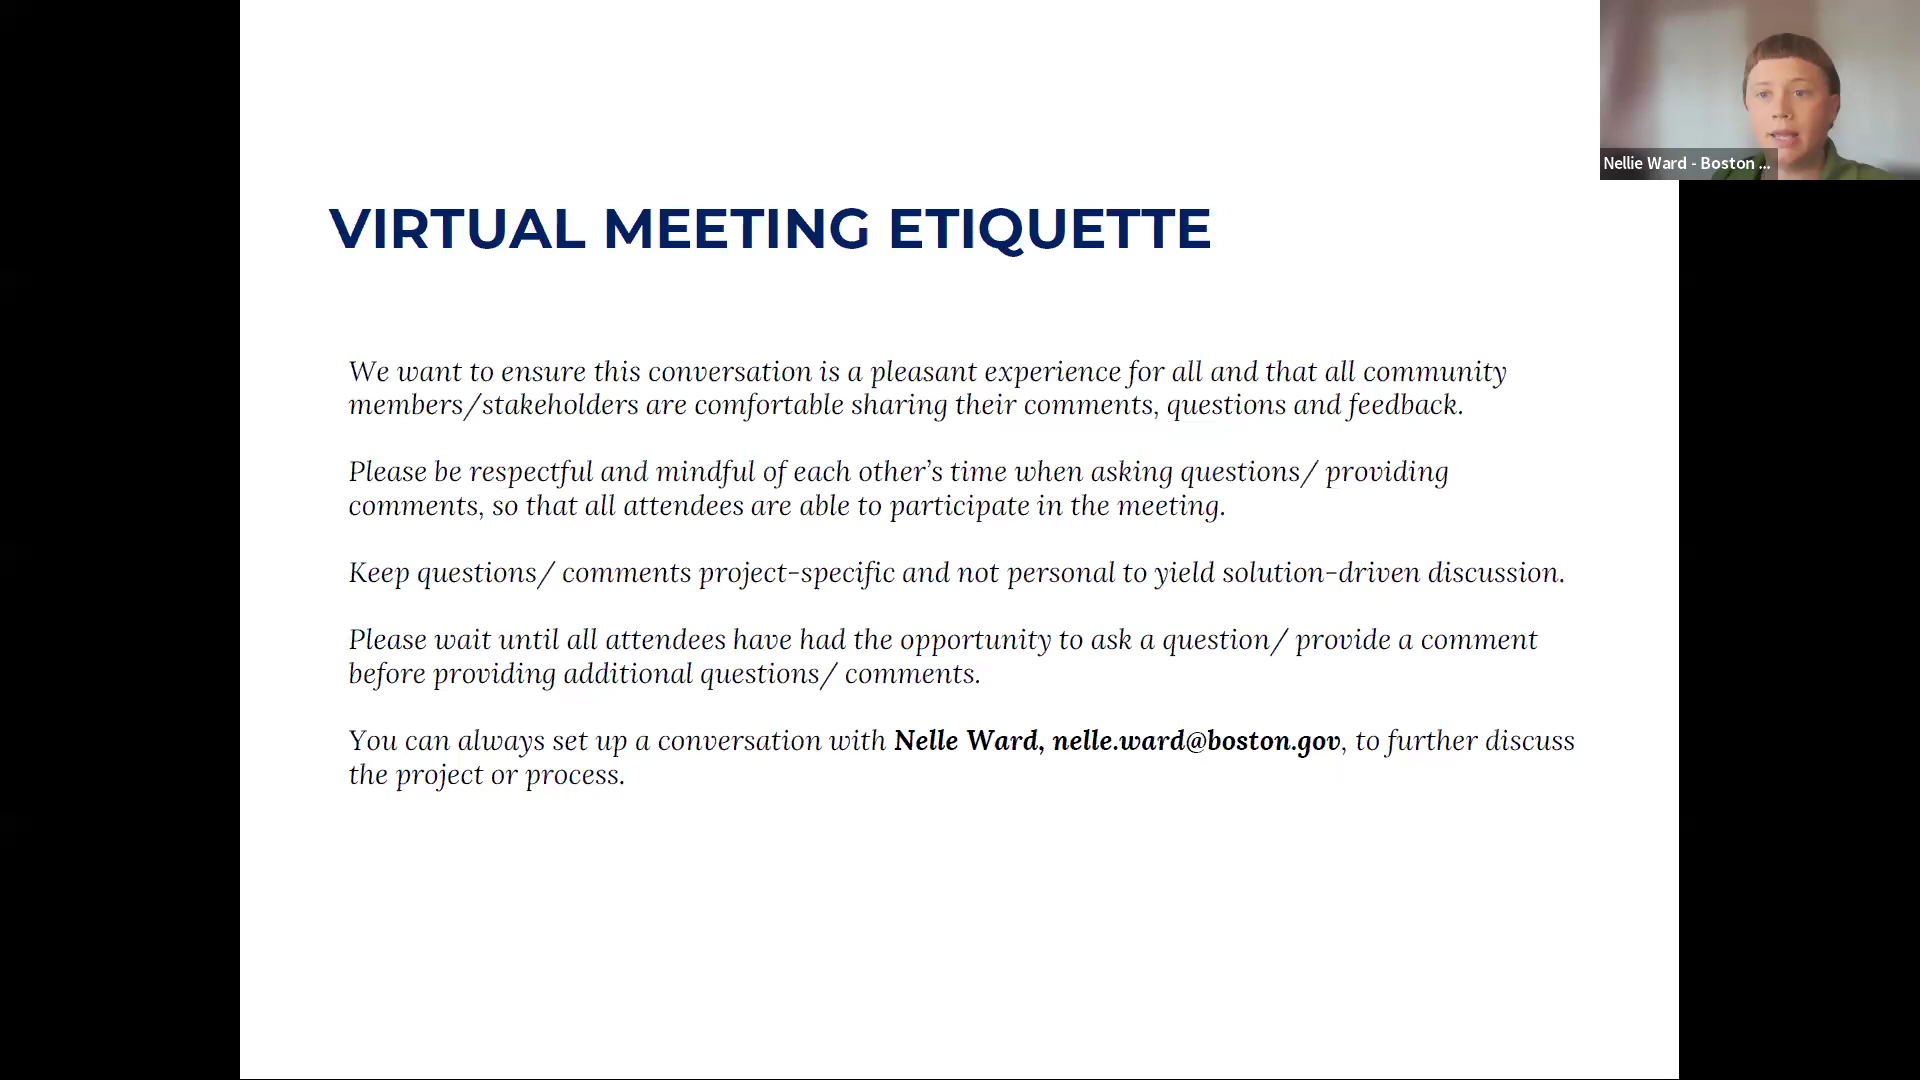 Nellie Ward - Boston ...
VIRTUAL MEETING ETIQUETTE
We want to ensure this conversation is a pleasant experience for all and that all community
members/stakeholders are comfortable sharing their comments, questions and feedback.
Please be respectful and mindful of each other’s time when asking questions/ providing
comments, so that all attendees are able to participate in the meeting.
Keep questions/ comments project-specific and not personal to yield solution-driven discussion.
Please wait until all attendees have had the opportunity to ask a question/ provide a comment
before providing additional questions/ comments.
You can always set up a conversation with Nelle Ward, nelle.ward@boston.gov, to further discuss
the project or process.